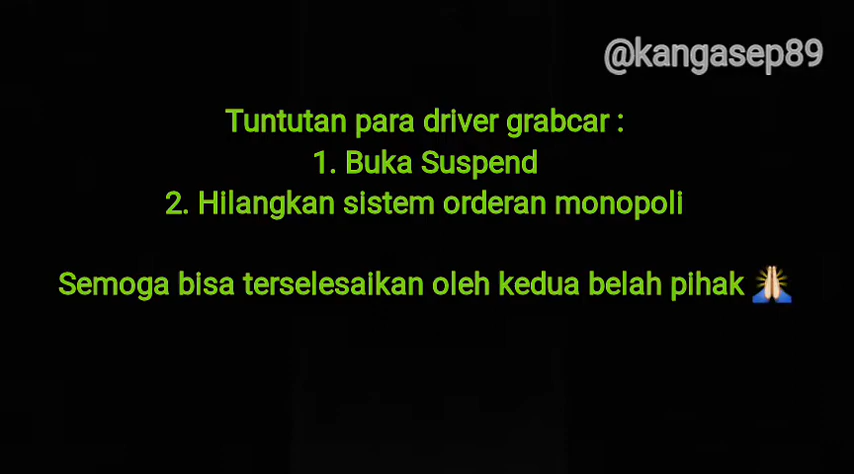 @kangasep89
Tuntutan para driver grabcar :
1. Buka Suspend
2. Hilangkan sistem orderan monopoli
Semoga bisa terselesaikan oleh kedua belah pihak 🙏🏻